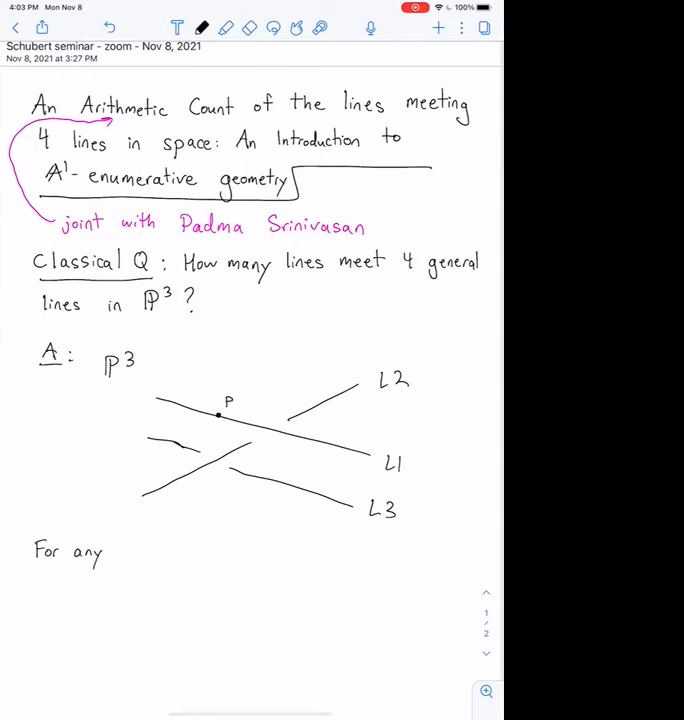 4:03 PM Mon Nov 8
100%
Schubert seminar - zoom - Nov 8, 2021
Nov 8, 2021 at 3:27 PM
An Arithmetic Count of the lines meeting
4 lines in space: An Introduction to
A¹-enumerative geometry
joint with Padma Srinivasan
Classical Q: How many lines meet 4 general
lines in ℙ³?
A: ℙ³
L2
P
L1
L3
For any
1
/
2